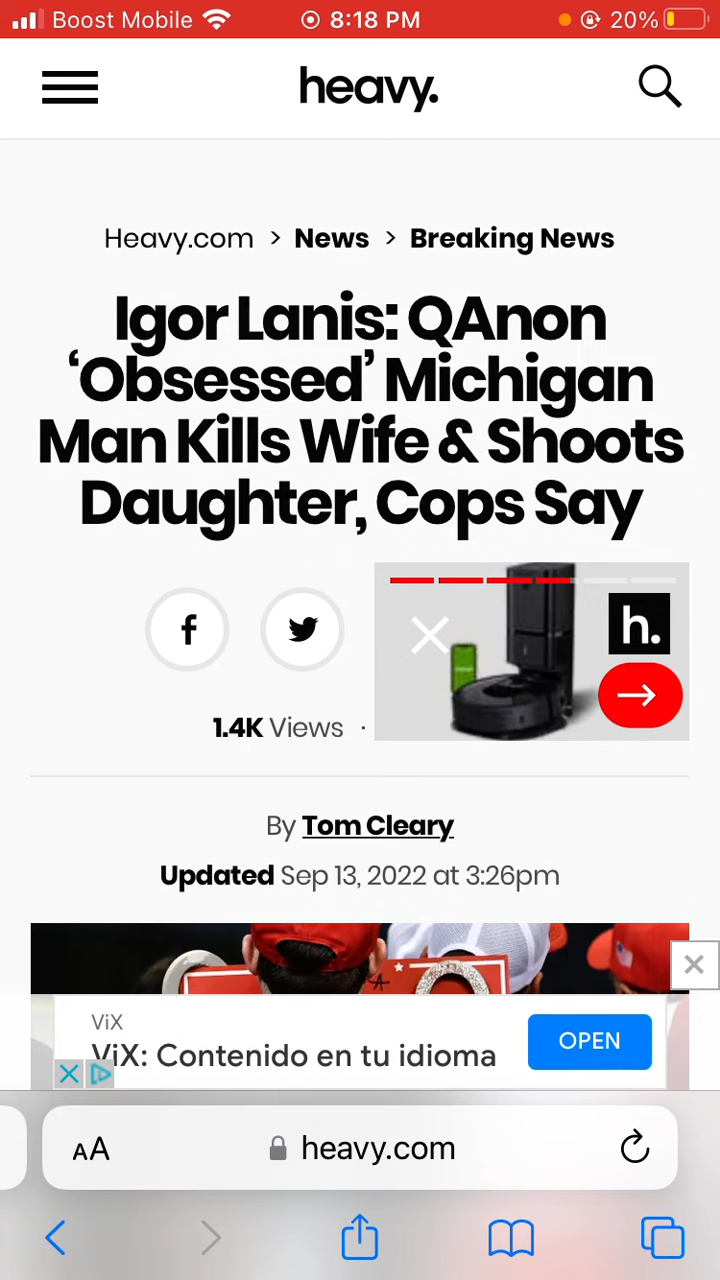 Boost Mobile 8:18 PM 20%
heavy.
Heavy.com > News > Breaking News
Igor Lanis: QAnon
‘Obsessed’ Michigan
Man Kills Wife & Shoots
Daughter, Cops Say
f
h.
1.4K Views ·
By Tom Cleary
Updated Sep 13, 2022 at 3:26pm
ViX
ViX: Contenido en tu idioma
OPEN
AA heavy.com